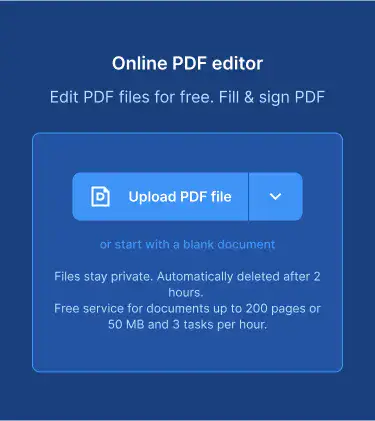 Online PDF editor
Edit PDF files for free. Fill & sign PDF
Upload PDF file
or start with a blank document
Files stay private. Automatically deleted after 2
hours.
Free service for documents up to 200 pages or
50 MB and 3 tasks per hour.